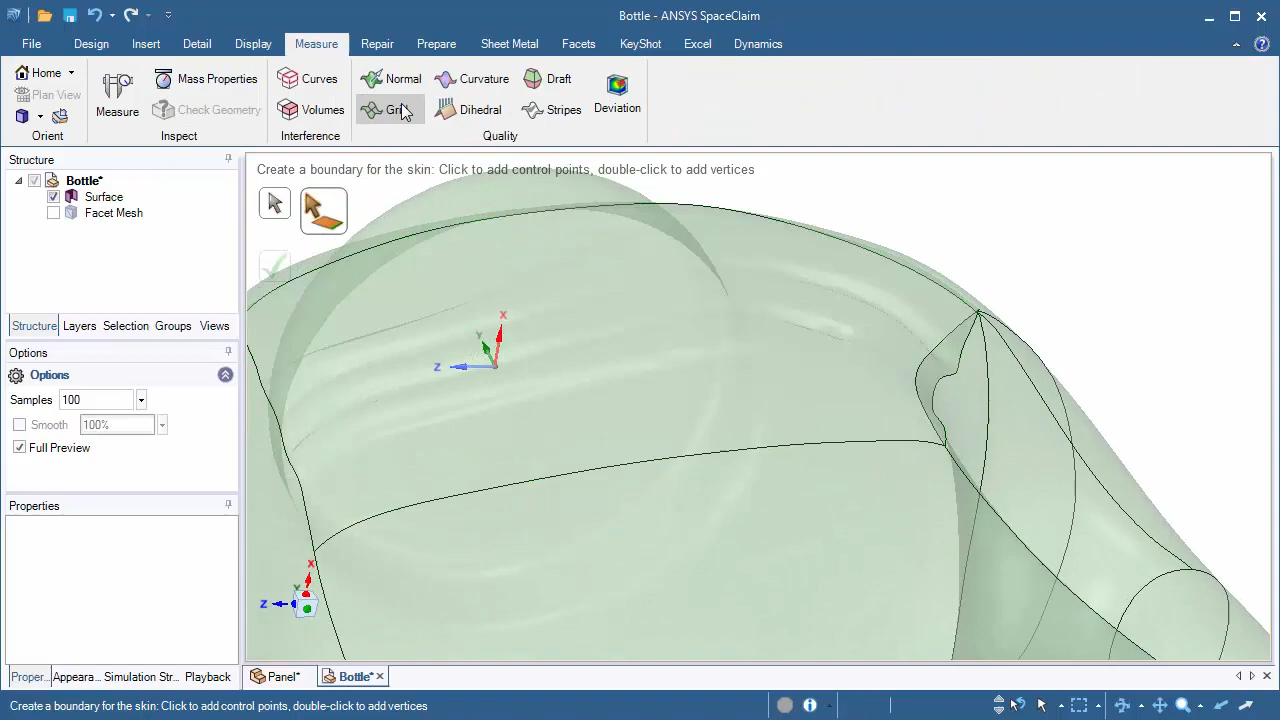 Bottle - ANSYS SpaceClaim
File Design Insert Detail Display Measure Repair Prepare Sheet Metal Facets KeyShot Excel Dynamics
Home Mass Properties Curves Normal Curvature Draft
Plan View Measure Check Geometry Volumes Grid Dihedral Stripes Deviation
Orient Inspect Interference Quality
Structure
Create a boundary for the skin: Click to add control points, double-click to add vertices
Bottle*
Surface
Facet Mesh
X
Y
Z
Structure Layers Selection Groups Views
Options
Options
Samples 100
Smooth 100%
Full Preview
Properties
X
Y
Z
Proper... Appeara... Simulation Str... Playback
Panel* Bottle*
Create a boundary for the skin: Click to add control points, double-click to add vertices